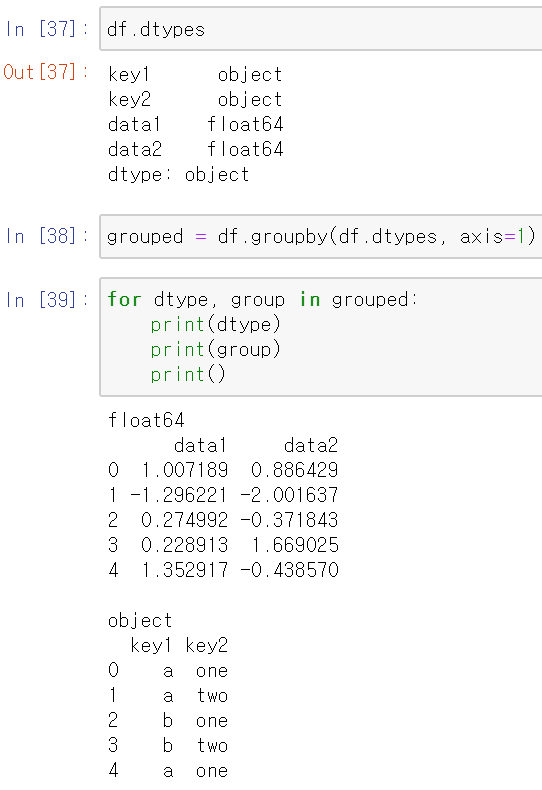 In [37]: df.dtypes
Out[37]: key1      object
key2      object
data1    float64
data2    float64
dtype: object
In [38]: grouped = df.groupby(df.dtypes, axis=1)
In [39]: for dtype, group in grouped:
    print(dtype)
    print(group)
    print()
float64
      data1     data2
0  1.007189  0.886429
1 -1.296221 -2.001637
2  0.274992 -0.371843
3  0.228913  1.669025
4  1.352917 -0.438570
object
  key1 key2
0    a  one
1    a  two
2    b  one
3    b  two
4    a  one